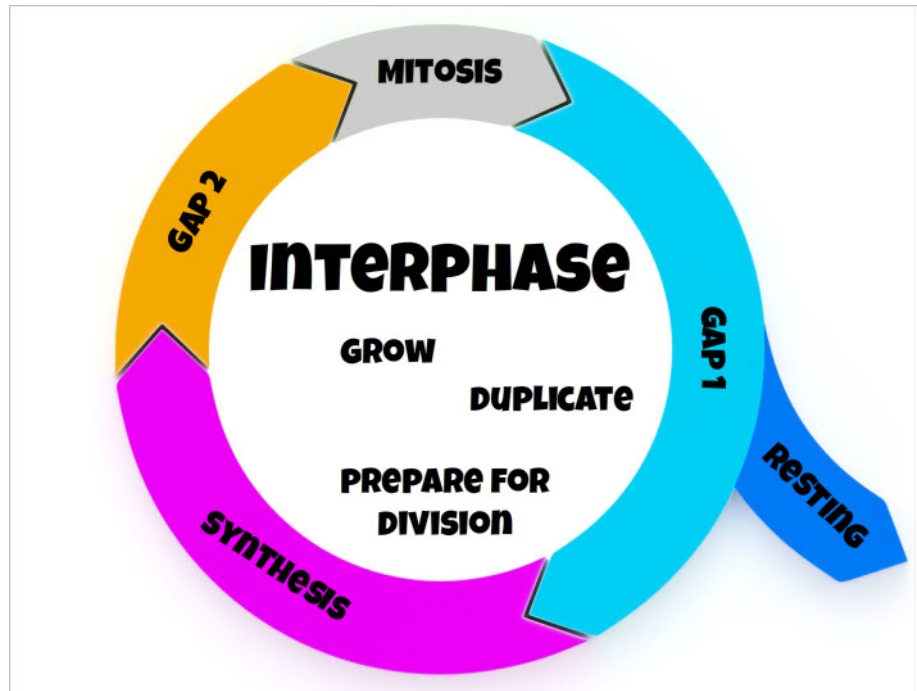 MITOSIS
GAP 2
INTERPHASE
GROW
GAP 1
DUPLICATE
RESTING
PREPARE FOR
DIVISION
SYNTHESIS